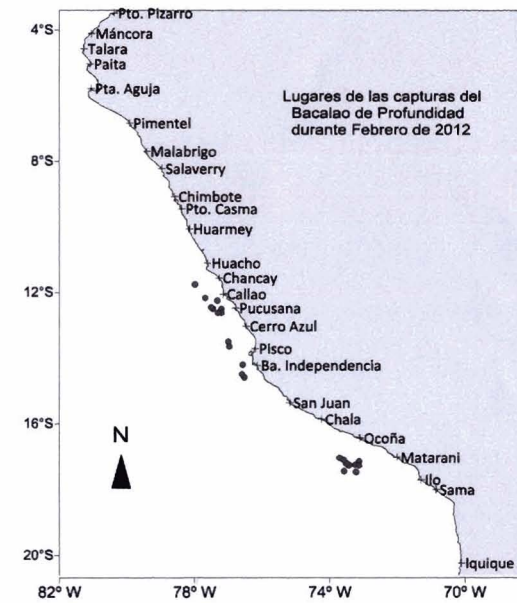 Pto. Pizarro
4°S
Máncora
Talara
Paita
Pta. Aguja
Lugares de las capturas del
Bacalao de Profundidad
durante Febrero de 2012
Pimentel
Malabrigo
8°S
Salaverry
Chimbote
Pto. Casma
Huarmey
Huacho
Chancay
12°S
Callao
Pucusana
Cerro Azul
Pisco
Ba. Independencia
San Juan
16°S
Chala
N
Ocoña
Matarani
Ilo
Sama
20°S
Iquique
82° W
78°W
74°W
70° W